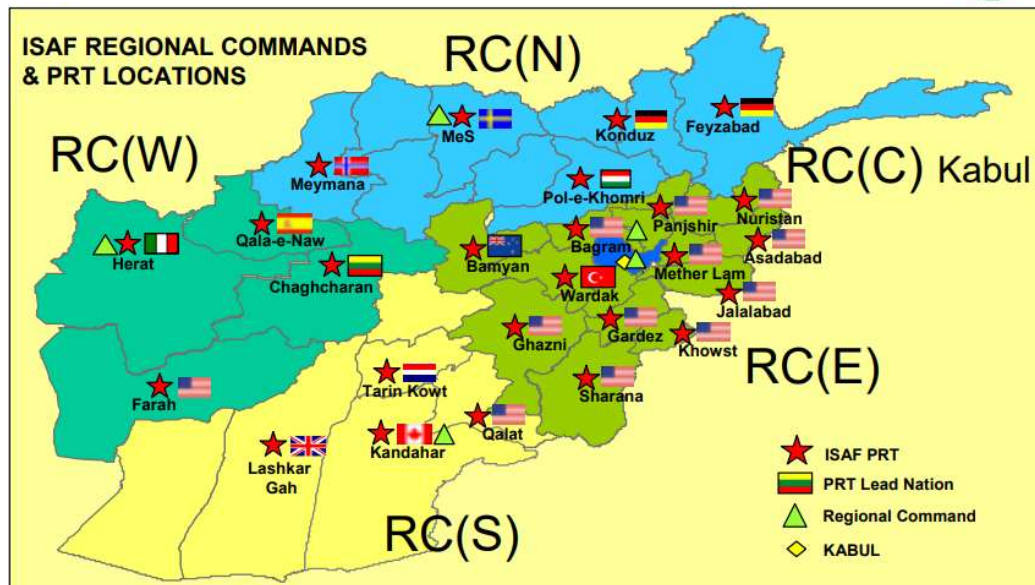 ISAF REGIONAL COMMANDS
& PRT LOCATIONS
RC(N)
RC(W)
RC(C) Kabul
MeS
Konduz
Feyzabad
Meymana
Pol-e-Khomri
Panjshir
Nuristan
Qala-e-Naw
Bagram
Asadabad
Herat
Bamyan
Mether Lam
Chaghcharan
Wardak
Jalalabad
Ghazni
Gardez
Khowst
RC(E)
Farah
Tarin Kowt
Sharana
Qalat
Kandahar
Lashkar
Gah
RC(S)
ISAF PRT
PRT Lead Nation
Regional Command
KABUL